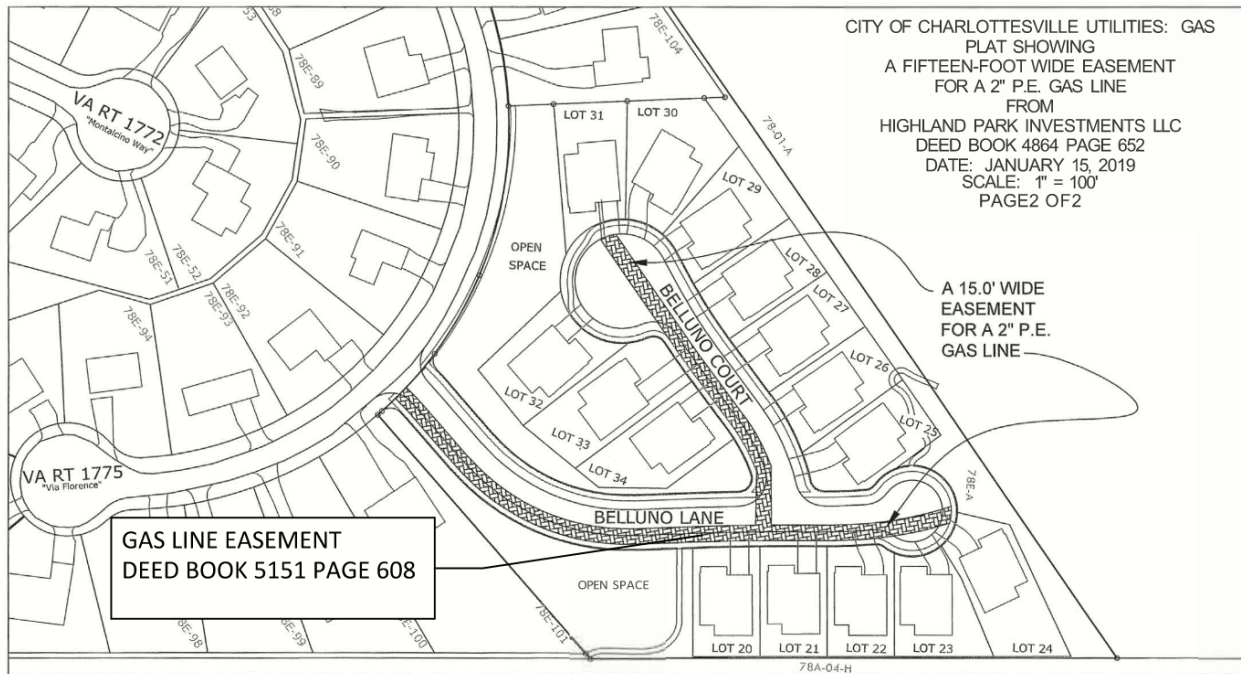 CITY OF CHARLOTTESVILLE UTILITIES: GAS
PLAT SHOWING
A FIFTEEN-FOOT WIDE EASEMENT
FOR A 2" P.E. GAS LINE
FROM
HIGHLAND PARK INVESTMENTS LLC
DEED BOOK 4864 PAGE 652
DATE: JANUARY 15, 2019
SCALE: 1" = 100'
PAGE2 OF2
A 15.0' WIDE
EASEMENT
FOR A 2" P.E.
GAS LINE
VA RT 1772
"Montalcino Way"
78E-89
78E-90
78E-91
78E-92
78E-93
78E-94
78E-51
78E-52
53
78E-104
78-01-A
LOT 31
LOT 30
LOT 29
LOT 28
LOT 27
LOT 26
LOT 25
OPEN
SPACE
BELLUNO COURT
LOT 32
LOT 33
LOT 34
VA RT 1775
"Via Florence"
BELLUNO LANE
78E-A
GAS LINE EASEMENT
DEED BOOK 5151 PAGE 608
OPEN SPACE
78E-98
78E-99
78E-100
78E-101
LOT 20
LOT 21
LOT 22
LOT 23
LOT 24
78A-04-H